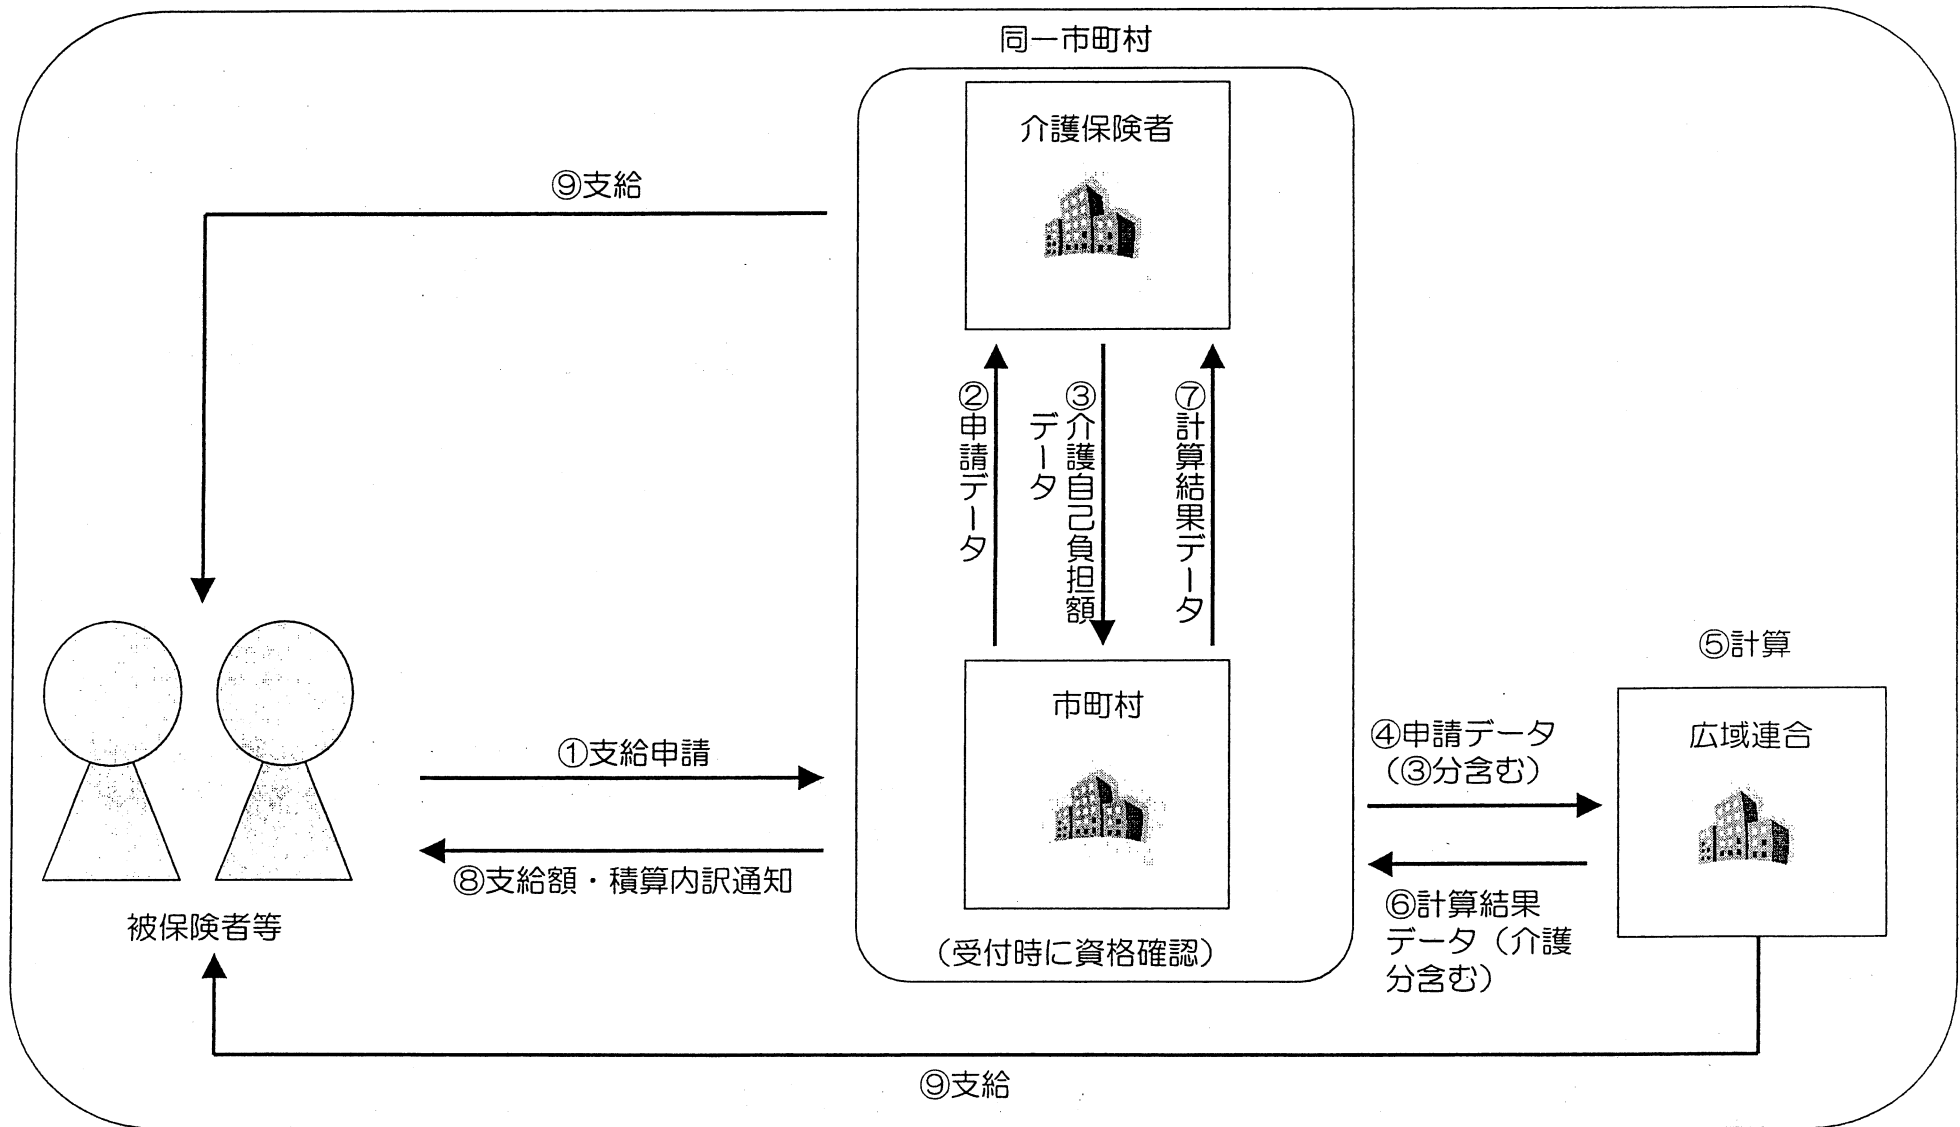 同一市町村
介護保険者
⑨支給
②申請データ
③介護自己負担額
データ
⑦計算結果データ
⑤計算
市町村
広域連合
①支給申請
④申請データ
（③分含む）
⑧支給額・積算内訳通知
⑥計算結果
データ（介護
分含む）
被保険者等
（受付時に資格確認）
⑨支給